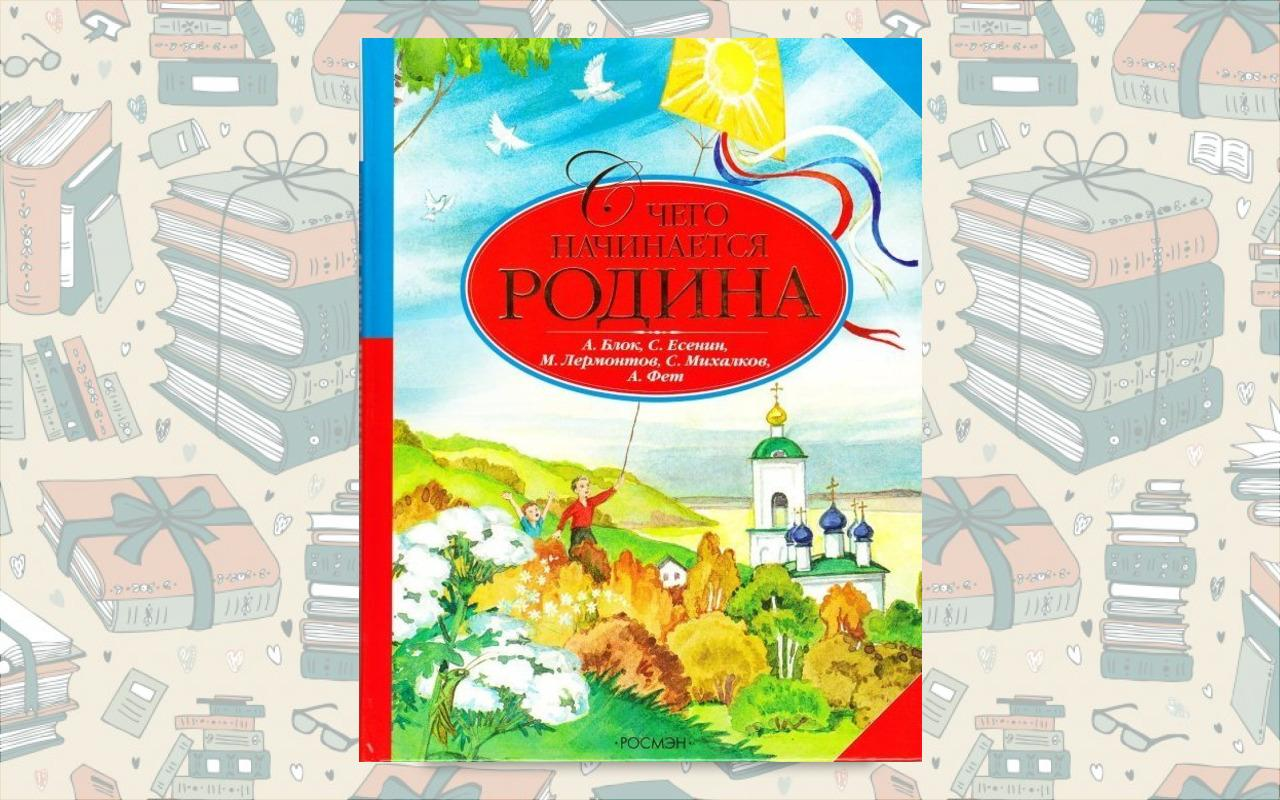 С ЧЕГО
НАЧИНАЕТСЯ
РОДИНА
А. Блок, С. Есенин,
М. Лермонтов, С. Михалков,
А. Фет
·РОСМЭН·